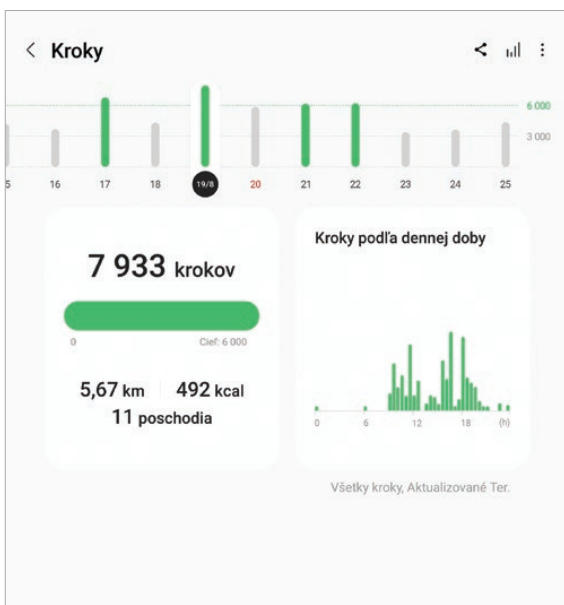 Kroky
6 000
3 000
5 16 17 18 19/8 20 21 22 23 24 25
7 933 krokov
0 Cieľ: 6 000
5,67 km 492 kcal
11 poschodia
Kroky podľa dennej doby
0 6 12 18 (h)
Všetky kroky, Aktualizované Ter.